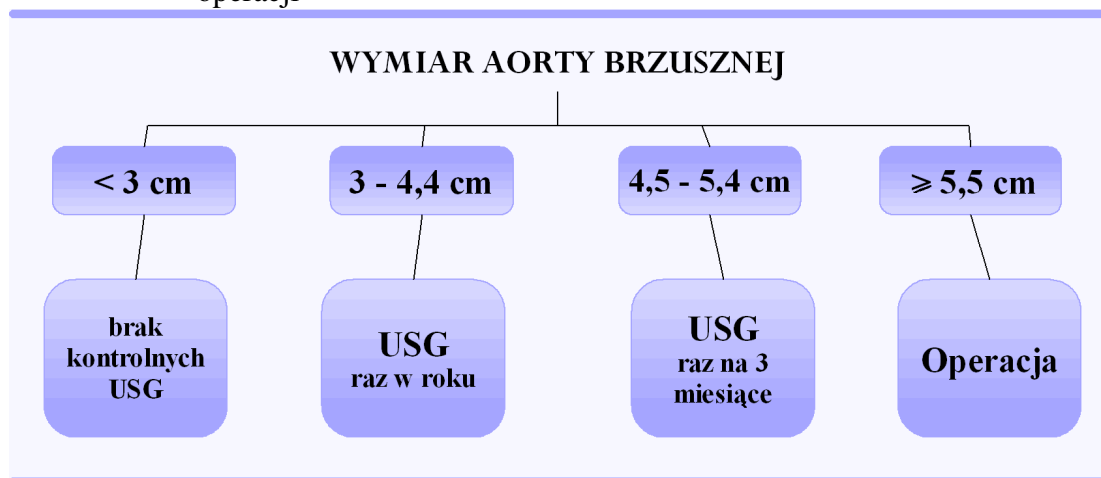 operacji
WYMIAR AORTY BRZUSZNEJ
< 3 cm
3 - 4,4 cm
4,5 - 5,4 cm
⩾ 5,5 cm
brak
kontrolnych
USG
USG
raz w roku
USG
raz na 3
miesiące
Operacja